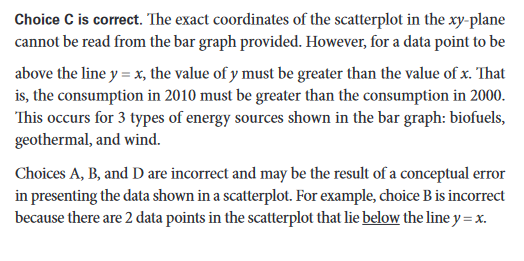 Choice C is correct. The exact coordinates of the scatterplot in the xy-plane
cannot be read from the bar graph provided. However, for a data point to be
above the line y = x, the value of y must be greater than the value of x. That
is, the consumption in 2010 must be greater than the consumption in 2000.
This occurs for 3 types of energy sources shown in the bar graph: biofuels,
geothermal, and wind.
Choices A, B, and D are incorrect and may be the result of a conceptual error
in presenting the data shown in a scatterplot. For example, choice B is incorrect
because there are 2 data points in the scatterplot that lie below the line y = x.